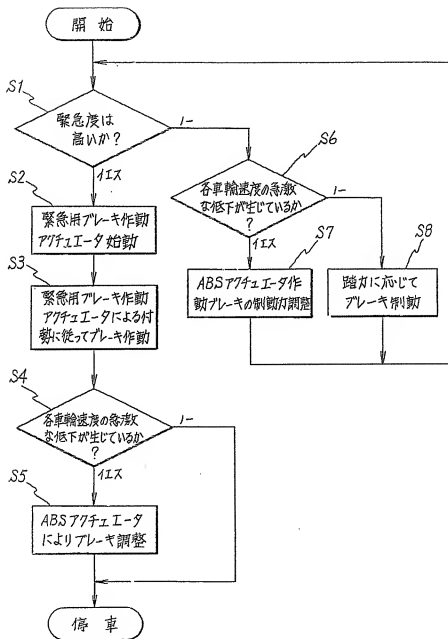 開始
S1
緊急度は
高いか?
ノー
イエス
S2
緊急用ブレーキ作動
アクチュエータ始動
S3
緊急用ブレーキ作動
アクチュエータによる付
勢に従ってブレーキ作動
S4
各車輪速度の急激
な低下が生じているか
?
ノー
イエス
S5
ABSアクチュエータ
によりブレーキ調整
停車
S6
各車輪速度の急激
な低下が生じているか
?
ノー
イエス
S7
ABSアクチュエータ作
動ブレーキの制動力調整
S8
踏力に応じて
ブレーキ制動